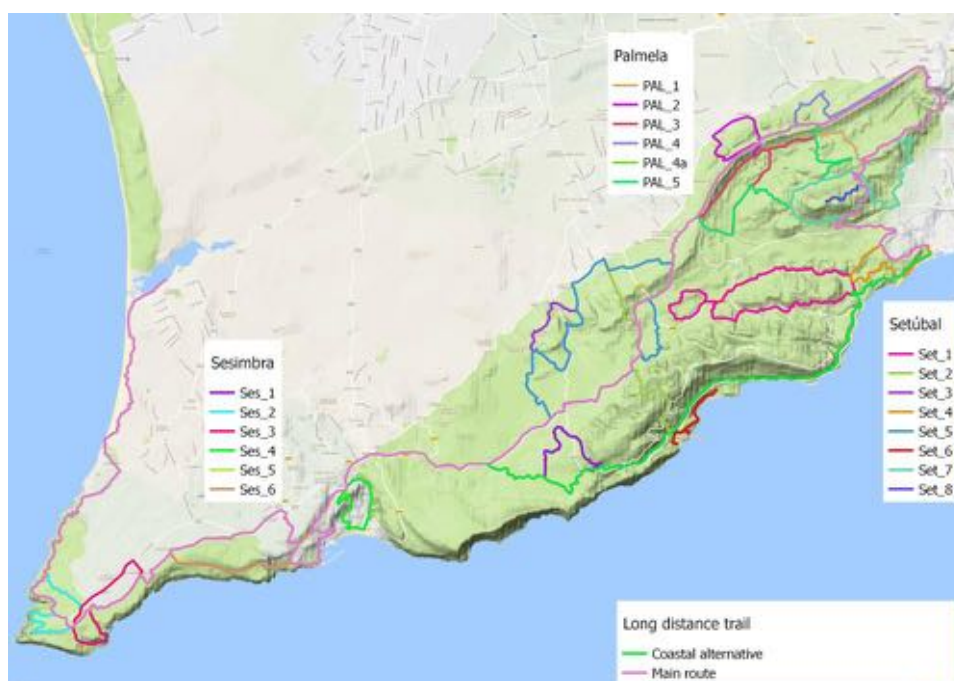 Palmela
PAL_1
PAL_2
PAL_3
PAL_4
PAL_4a
PAL_5
Sesimbra
Ses_1
Ses_2
Ses_3
Ses_4
Ses_5
Ses_6
Setúbal
Set_1
Set_2
Set_3
Set_4
Set_5
Set_6
Set_7
Set_8
Long distance trail
Coastal alternative
Main route